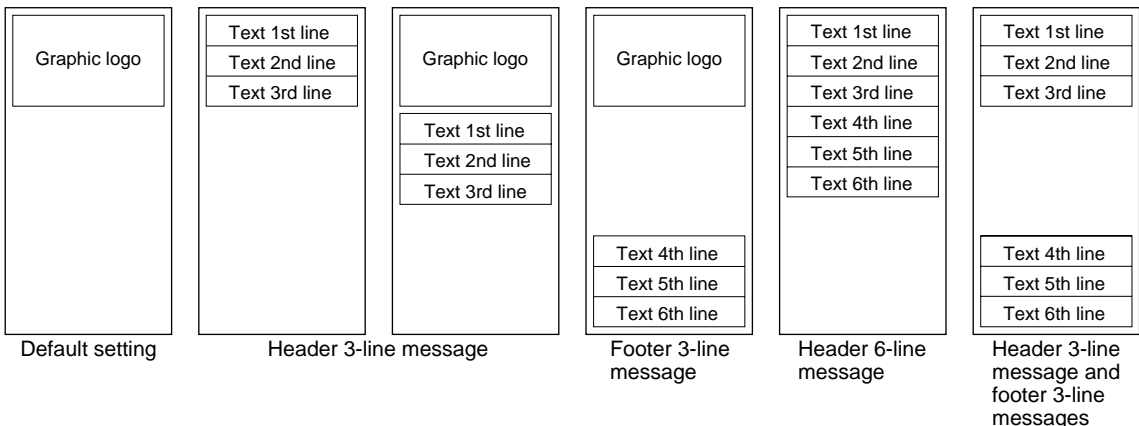 Graphic logo
Default setting
Text 1st line
Text 2nd line
Text 3rd line
Graphic logo
Text 1st line
Text 2nd line
Text 3rd line
Header 3-line message
Graphic logo
Text 4th line
Text 5th line
Text 6th line
Footer 3-line
message
Text 1st line
Text 2nd line
Text 3rd line
Text 4th line
Text 5th line
Text 6th line
Header 6-line
message
Text 1st line
Text 2nd line
Text 3rd line
Text 4th line
Text 5th line
Text 6th line
Header 3-line
message and
footer 3-line
messages